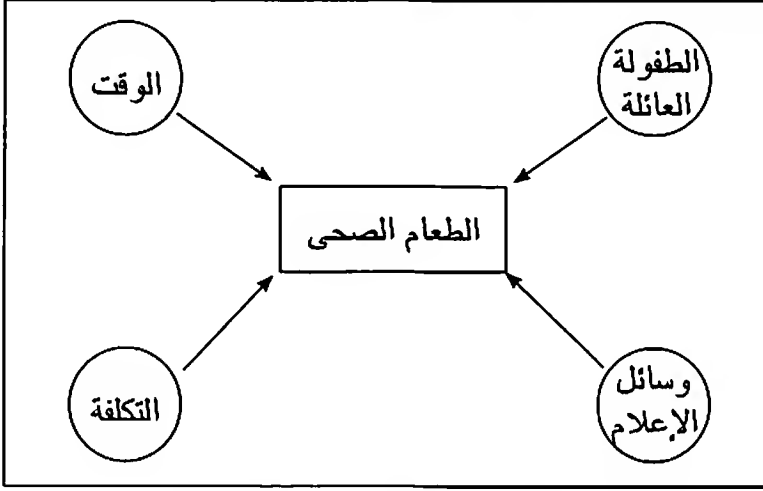 الطفولة
العائلة
الوقت
الطعام الصحى
وسائل
الإعلام
التكلفة